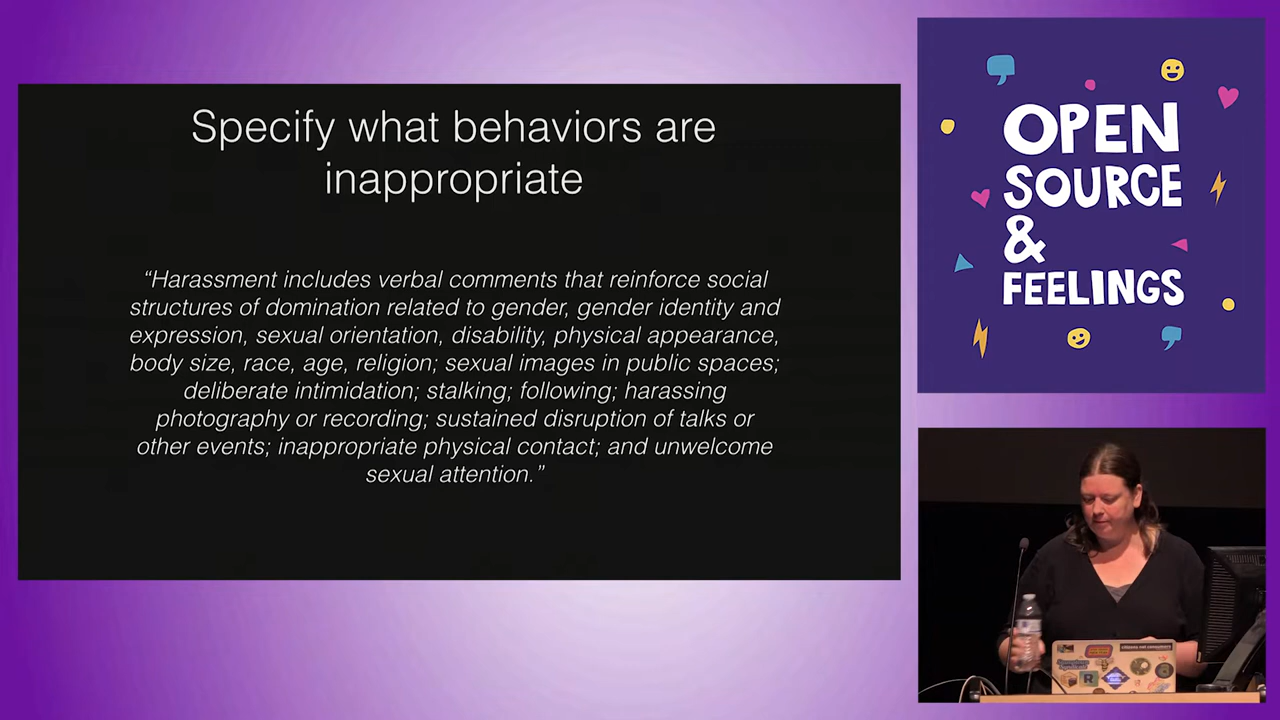 Specify what behaviors are
inappropriate
“Harassment includes verbal comments that reinforce social
structures of domination related to gender, gender identity and
expression, sexual orientation, disability, physical appearance,
body size, race, age, religion; sexual images in public spaces;
deliberate intimidation; stalking; following; harassing
photography or recording; sustained disruption of talks or
other events; inappropriate physical contact; and unwelcome
sexual attention.”
OPEN
SOURCE
&
FEELINGS
R